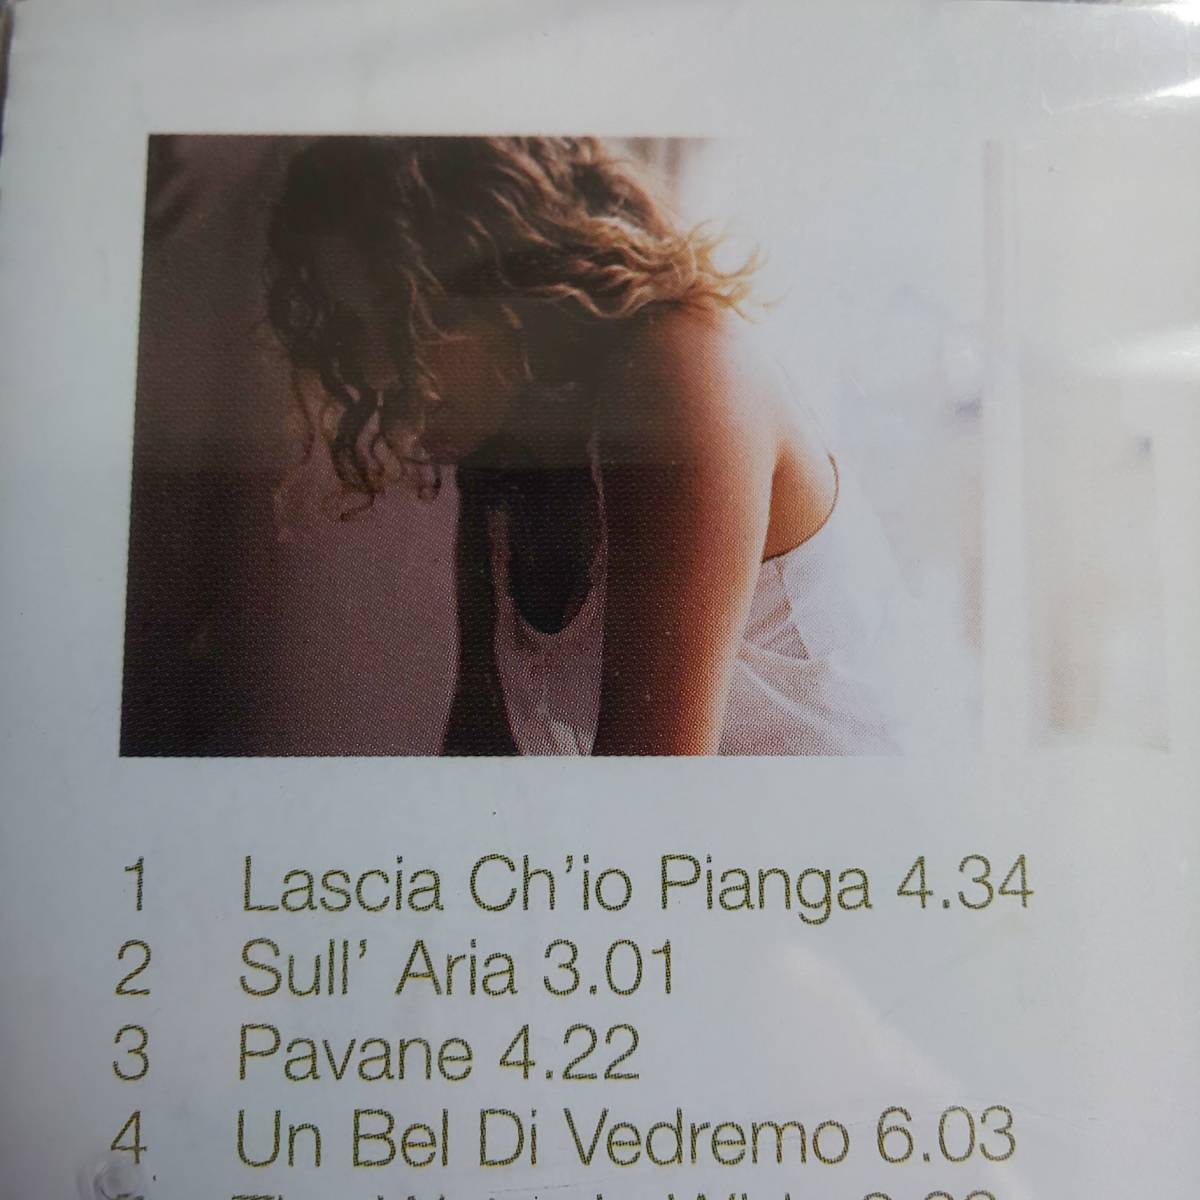 1 Lascia Ch'io Pianga 4.34
2 Sull' Aria 3.01
3 Pavane 4.22
4 Un Bel Di Vedremo 6.03